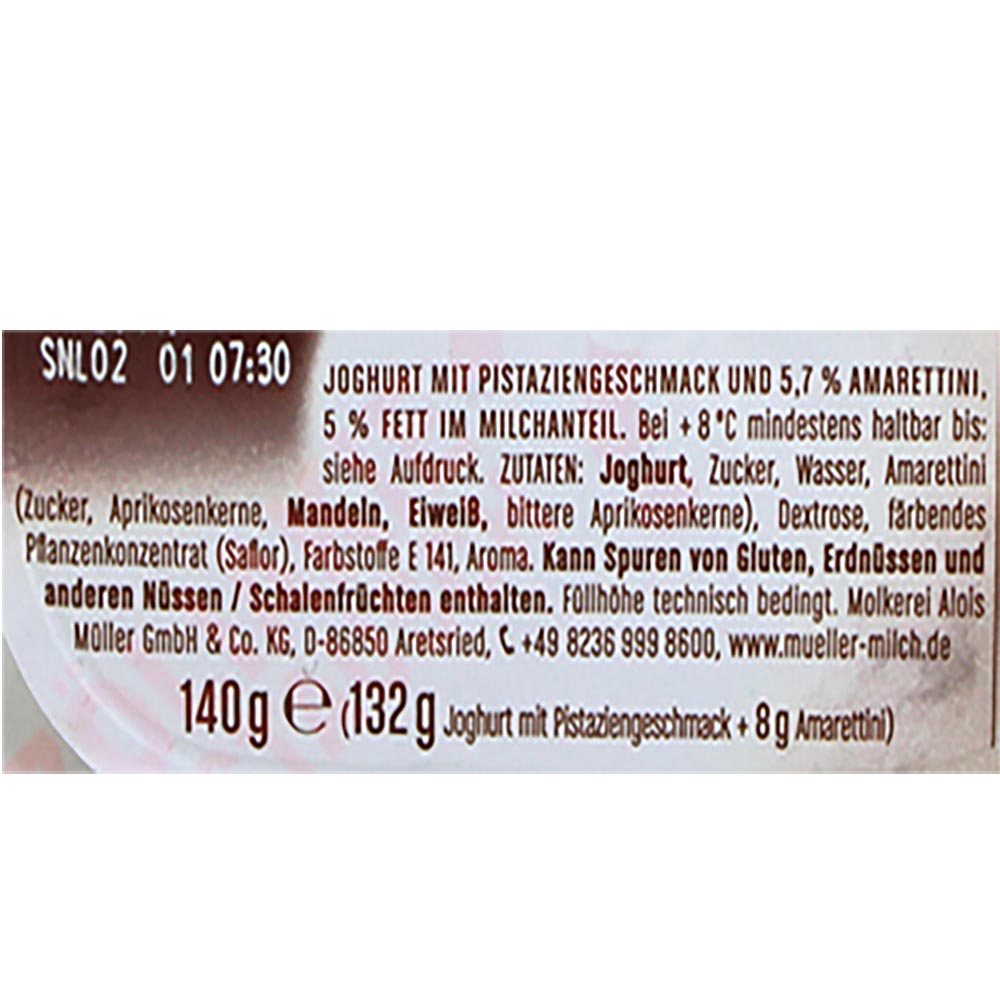 SNL02 01 07:30
JOGHURT MIT PISTAZIENGESCHMACK UND 5,7 % AMARETTINI,
5 % FETT IM MILCHANTEIL. Bei +8°C mindestens haltbar bis:
siehe Aufdruck. ZUTATEN: Joghurt, Zucker, Wasser, Amarettini
(Zucker, Aprikosenkerne, Mandeln, Eiweiß, bittere Aprikosenkerne), Dextrose, färbendes
Pflanzenkonzentrat (Saflor), Farbstoffe E 141, Aroma. Kann Spuren von Gluten, Erdnüssen und
anderen Nüssen / Schalenfrüchten enthalten. Füllhöhe technisch bedingt. Molkerei Alois
Müller GmbH & Co. KG, D-86850 Aretsried, +49 8236 999 8600, www.mueller-milch.de
140g ℮ (132g Joghurt mit Pistaziengeschmack + 8g Amarettini)